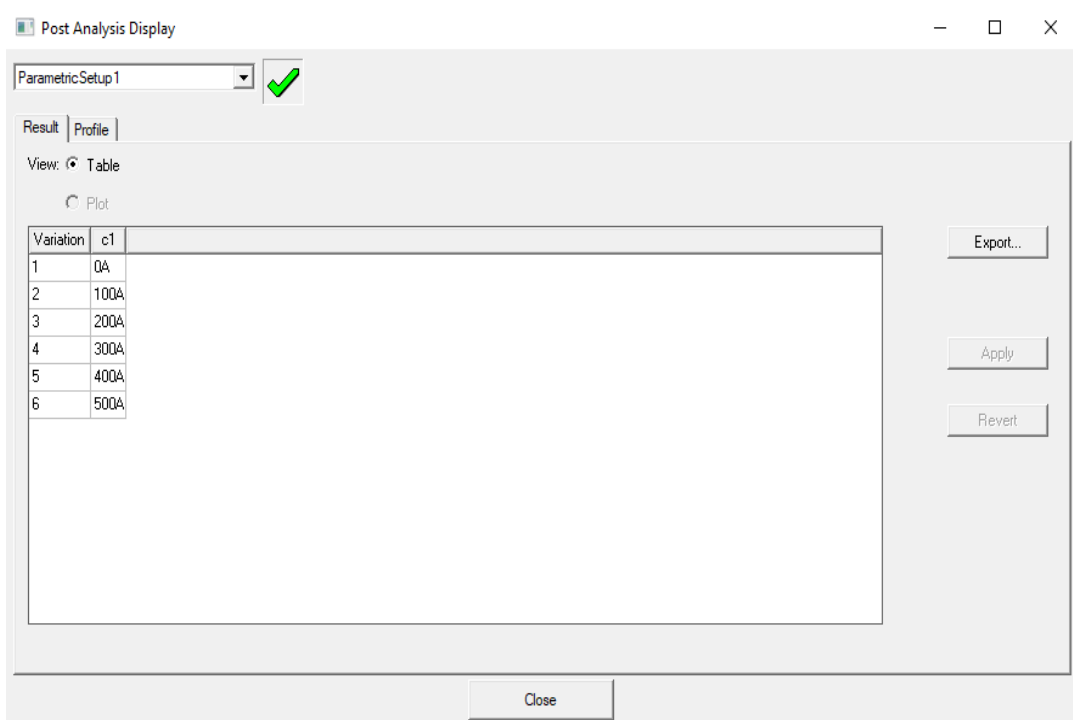 Post Analysis Display
ParametricSetup1
Result Profile
View: Table
Plot
Variation c1
1 0A
2 100A
3 200A
4 300A
5 400A
6 500A
Export...
Apply
Revert
Close